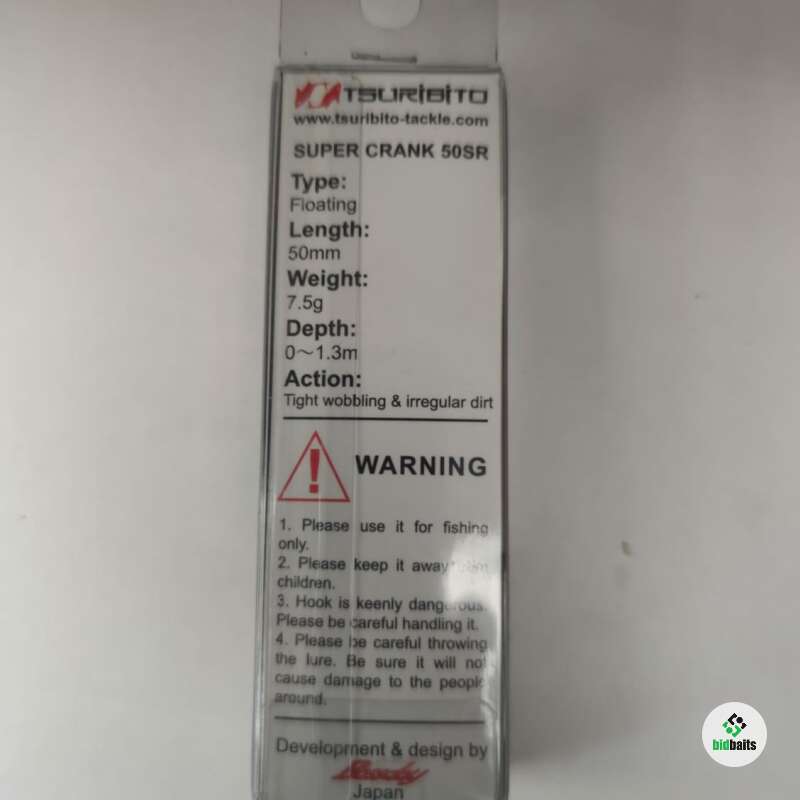 TSURIBITO
www.tsuribito-tackle.com
SUPER CRANK 50SR
Type:
Floating
Length:
50mm
Weight:
7.5g
Depth:
0～1.3m
Action:
Tight wobbling & irregular dirt
WARNING
1. Please use it for fishing
only.
2. Please keep it away
children.
3. Hook is keenly dangerous.
Please be careful handling it.
4. Please be careful throwing
the lure. Be sure it will not
cause damage to the people
around.
Development & design by
Japan
bidbaits